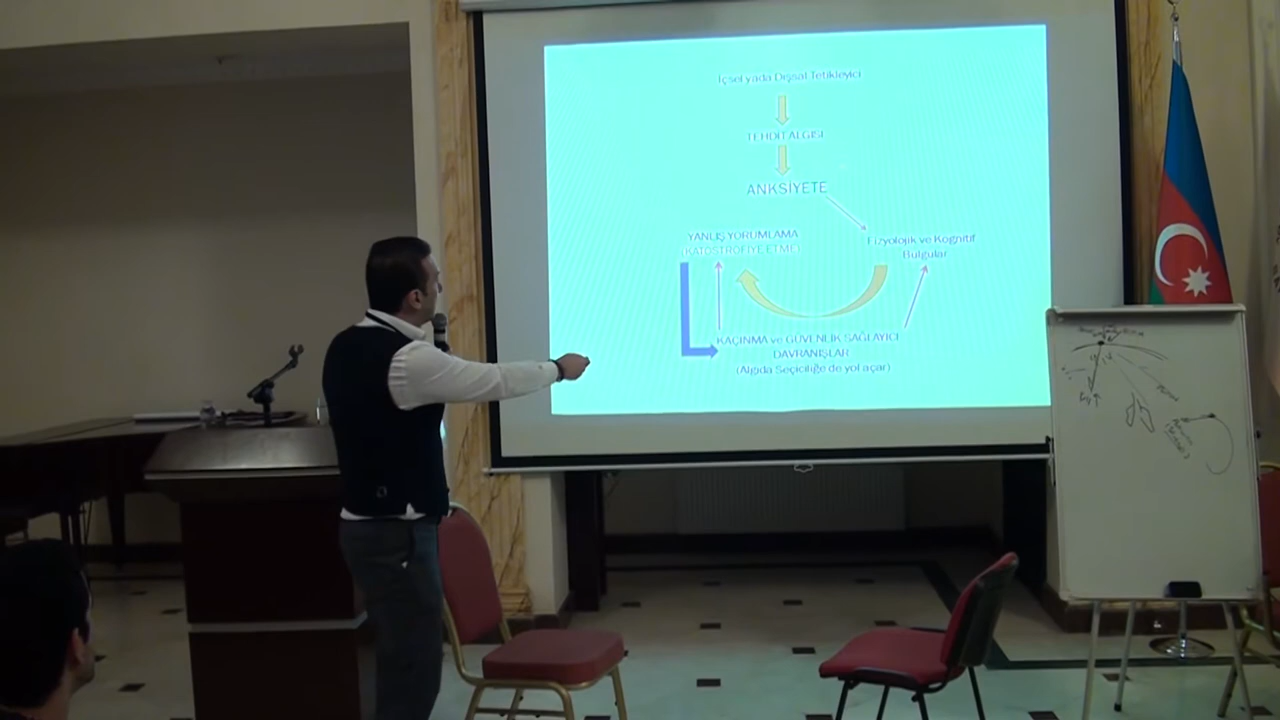 İçsel yada Dışsal Tetikleyici
TEHDİT ALGISI
ANKSİYETE
YANLIŞ YORUMLAMA
(KATOSTROFİYE ETME)
Fizyolojik ve Kognitif
Bulgular
KAÇINMA ve GÜVENLİK SAĞLAYICI
DAVRANIŞLAR
(Algıda Seçiciliğe de yol açar)